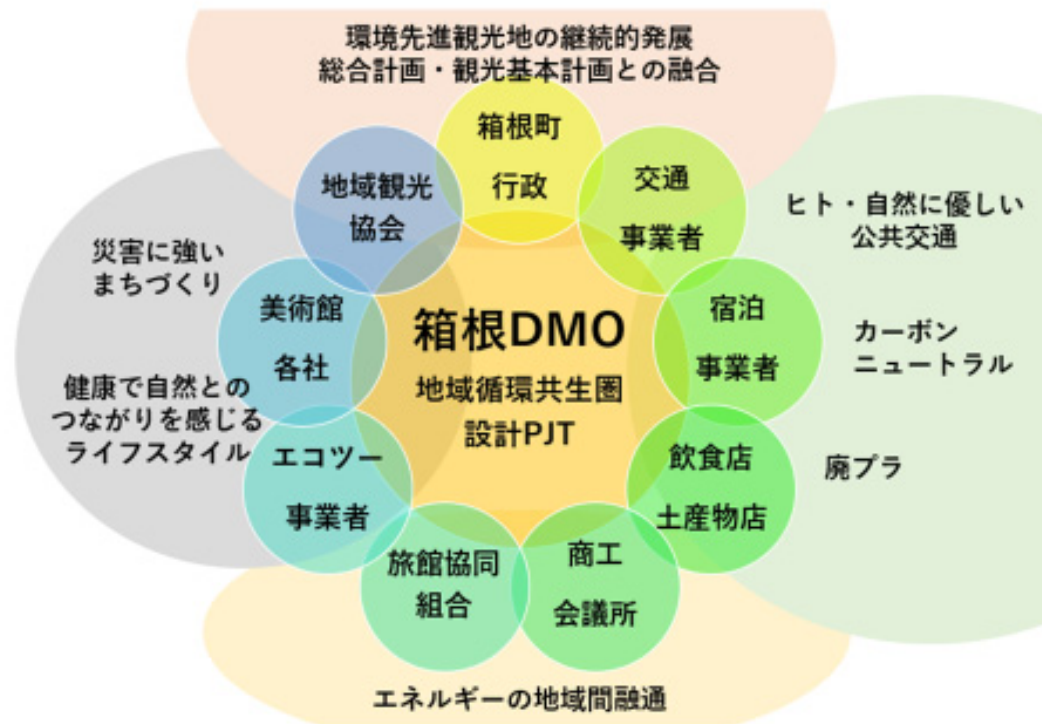 環境先進観光地の継続的発展
総合計画・観光基本計画との融合
箱根町
行政
交通
事業者
宿泊
事業者
飲食店
土産物店
商工
会議所
旅館協同
組合
エコツー
事業者
美術館
各社
地域観光
協会
箱根DMO
地域循環共生圏
設計PJT
災害に強い
まちづくり
健康で自然との
つながりを感じる
ライフスタイル
ヒト・自然に優しい
公共交通
カーボン
ニュートラル
廃プラ
エネルギーの地域間融通